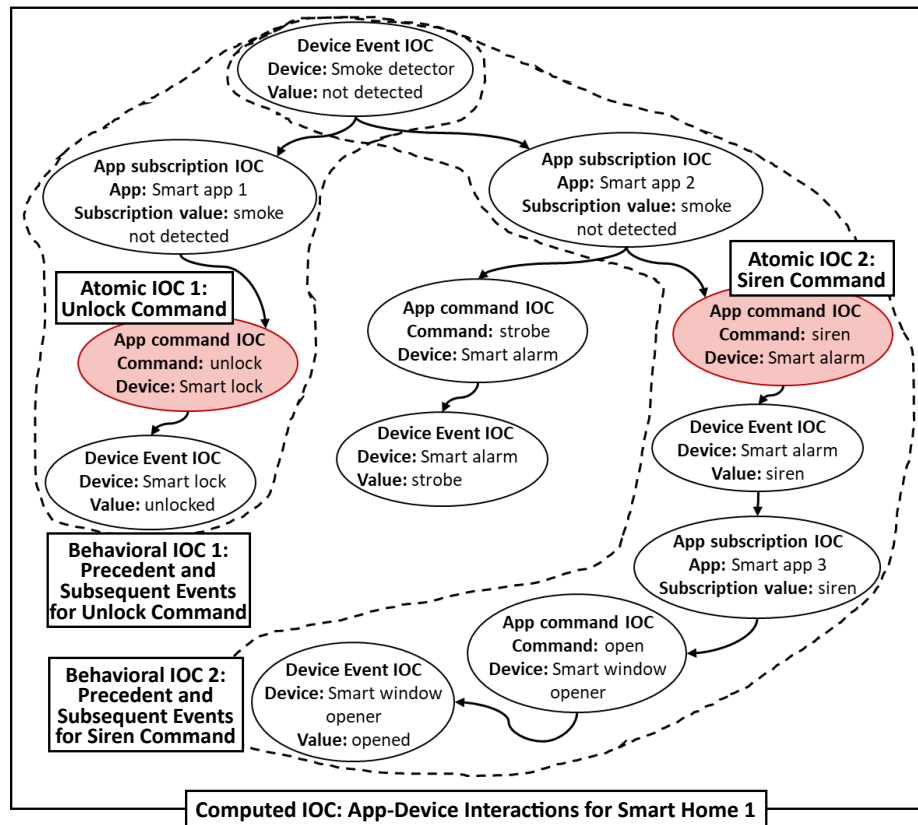 Device Event IOC
Device: Smoke detector
Value: not detected
App subscription IOC
App: Smart app 1
Subscription value: smoke
not detected
App subscription IOC
App: Smart app 2
Subscription value: smoke
not detected
Atomic IOC 1:
Unlock Command
App command IOC
Command: unlock
Device: Smart lock
App command IOC
Command: strobe
Device: Smart alarm
Atomic IOC 2:
Siren Command
App command IOC
Command: siren
Device: Smart alarm
Device Event IOC
Device: Smart lock
Value: unlocked
Device Event IOC
Device: Smart alarm
Value: strobe
Device Event IOC
Device: Smart alarm
Value: siren
Behavioral IOC 1:
Precedent and
Subsequent Events
for Unlock Command
App subscription IOC
App: Smart app 3
Subscription value: siren
App command IOC
Command: open
Device: Smart window
opener
Device Event IOC
Device: Smart window
opener
Value: opened
Behavioral IOC 2:
Precedent and
Subsequent Events
for Siren Command
Computed IOC: App-Device Interactions for Smart Home 1